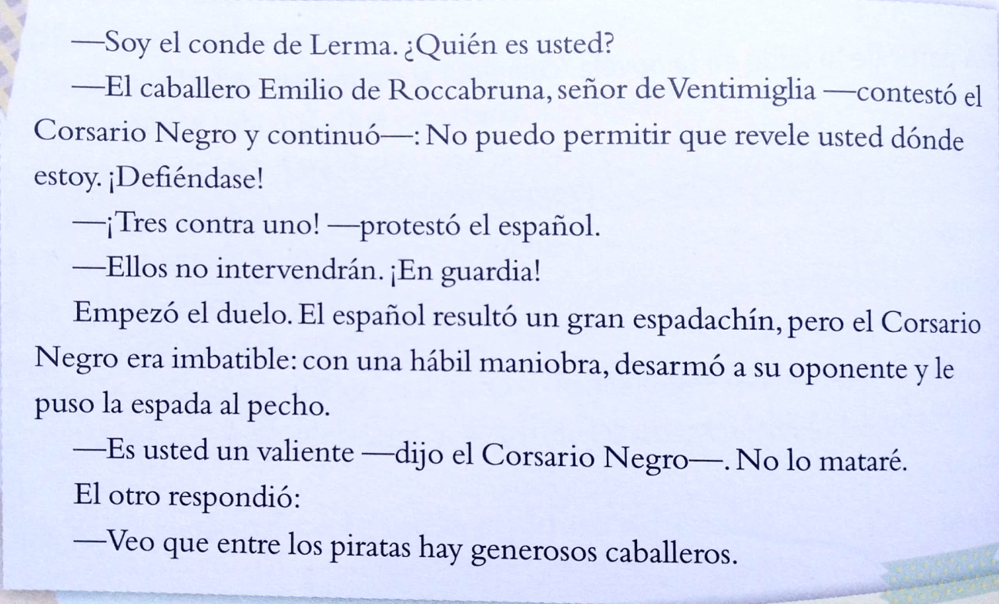 —Soy el conde de Lerma. ¿Quién es usted?
—El caballero Emilio de Roccabruna, señor de Ventimiglia —contestó el
Corsario Negro y continuó—: No puedo permitir que revele usted dónde
estoy. ¡Defiéndase!
—¡Tres contra uno! —protestó el español.
—Ellos no intervendrán. ¡En guardia!
Empezó el duelo. El español resultó un gran espadachín, pero el Corsario
Negro era imbatible: con una hábil maniobra, desarmó a su oponente y le
puso la espada al pecho.
—Es usted un valiente —dijo el Corsario Negro—. No lo mataré.
El otro respondió:
—Veo que entre los piratas hay generosos caballeros.